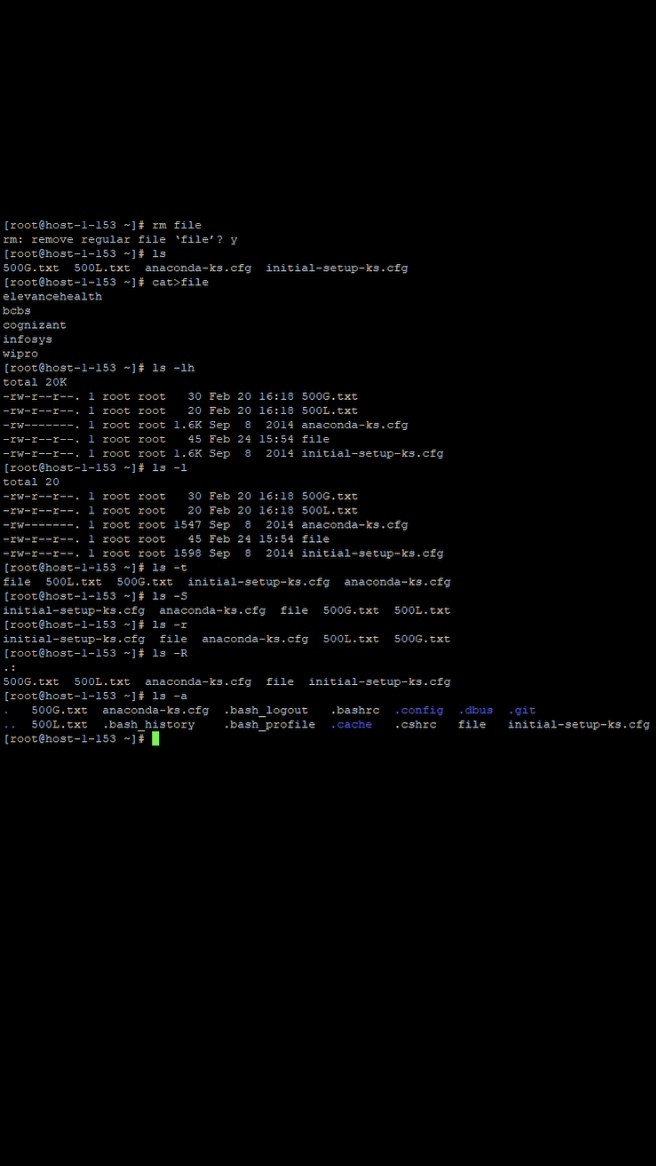 [root@host-1-153 ~]# rm file
rm: remove regular file ‘file’? y
[root@host-1-153 ~]# ls
500G.txt  500L.txt  anaconda-ks.cfg  initial-setup-ks.cfg
[root@host-1-153 ~]# cat>file
elevancehealth
bcbs
cognizant
infosys
wipro
[root@host-1-153 ~]# ls -lh
total 20K
-rw-r--r--. 1 root root   30 Feb 20 16:18 500G.txt
-rw-r--r--. 1 root root   20 Feb 20 16:18 500L.txt
-rw-------. 1 root root 1.6K Sep  8  2014 anaconda-ks.cfg
-rw-r--r--. 1 root root   45 Feb 24 15:54 file
-rw-r--r--. 1 root root 1.6K Sep  8  2014 initial-setup-ks.cfg
[root@host-1-153 ~]# ls -l
total 20
-rw-r--r--. 1 root root   30 Feb 20 16:18 500G.txt
-rw-r--r--. 1 root root   20 Feb 20 16:18 500L.txt
-rw-------. 1 root root 1547 Sep  8  2014 anaconda-ks.cfg
-rw-r--r--. 1 root root   45 Feb 24 15:54 file
-rw-r--r--. 1 root root 1598 Sep  8  2014 initial-setup-ks.cfg
[root@host-1-153 ~]# ls -t
file  500L.txt  500G.txt  initial-setup-ks.cfg  anaconda-ks.cfg
[root@host-1-153 ~]# ls -S
initial-setup-ks.cfg  anaconda-ks.cfg  file  500G.txt  500L.txt
[root@host-1-153 ~]# ls -r
initial-setup-ks.cfg  file  anaconda-ks.cfg  500L.txt  500G.txt
[root@host-1-153 ~]# ls -R
.:
500G.txt  500L.txt  anaconda-ks.cfg  file  initial-setup-ks.cfg
[root@host-1-153 ~]# ls -a
.   500G.txt  anaconda-ks.cfg  .bash_logout   .bashrc  .config  .dbus  .git
..  500L.txt  .bash_history    .bash_profile  .cache   .cshrc   file   initial-setup-ks.cfg
[root@host-1-153 ~]#